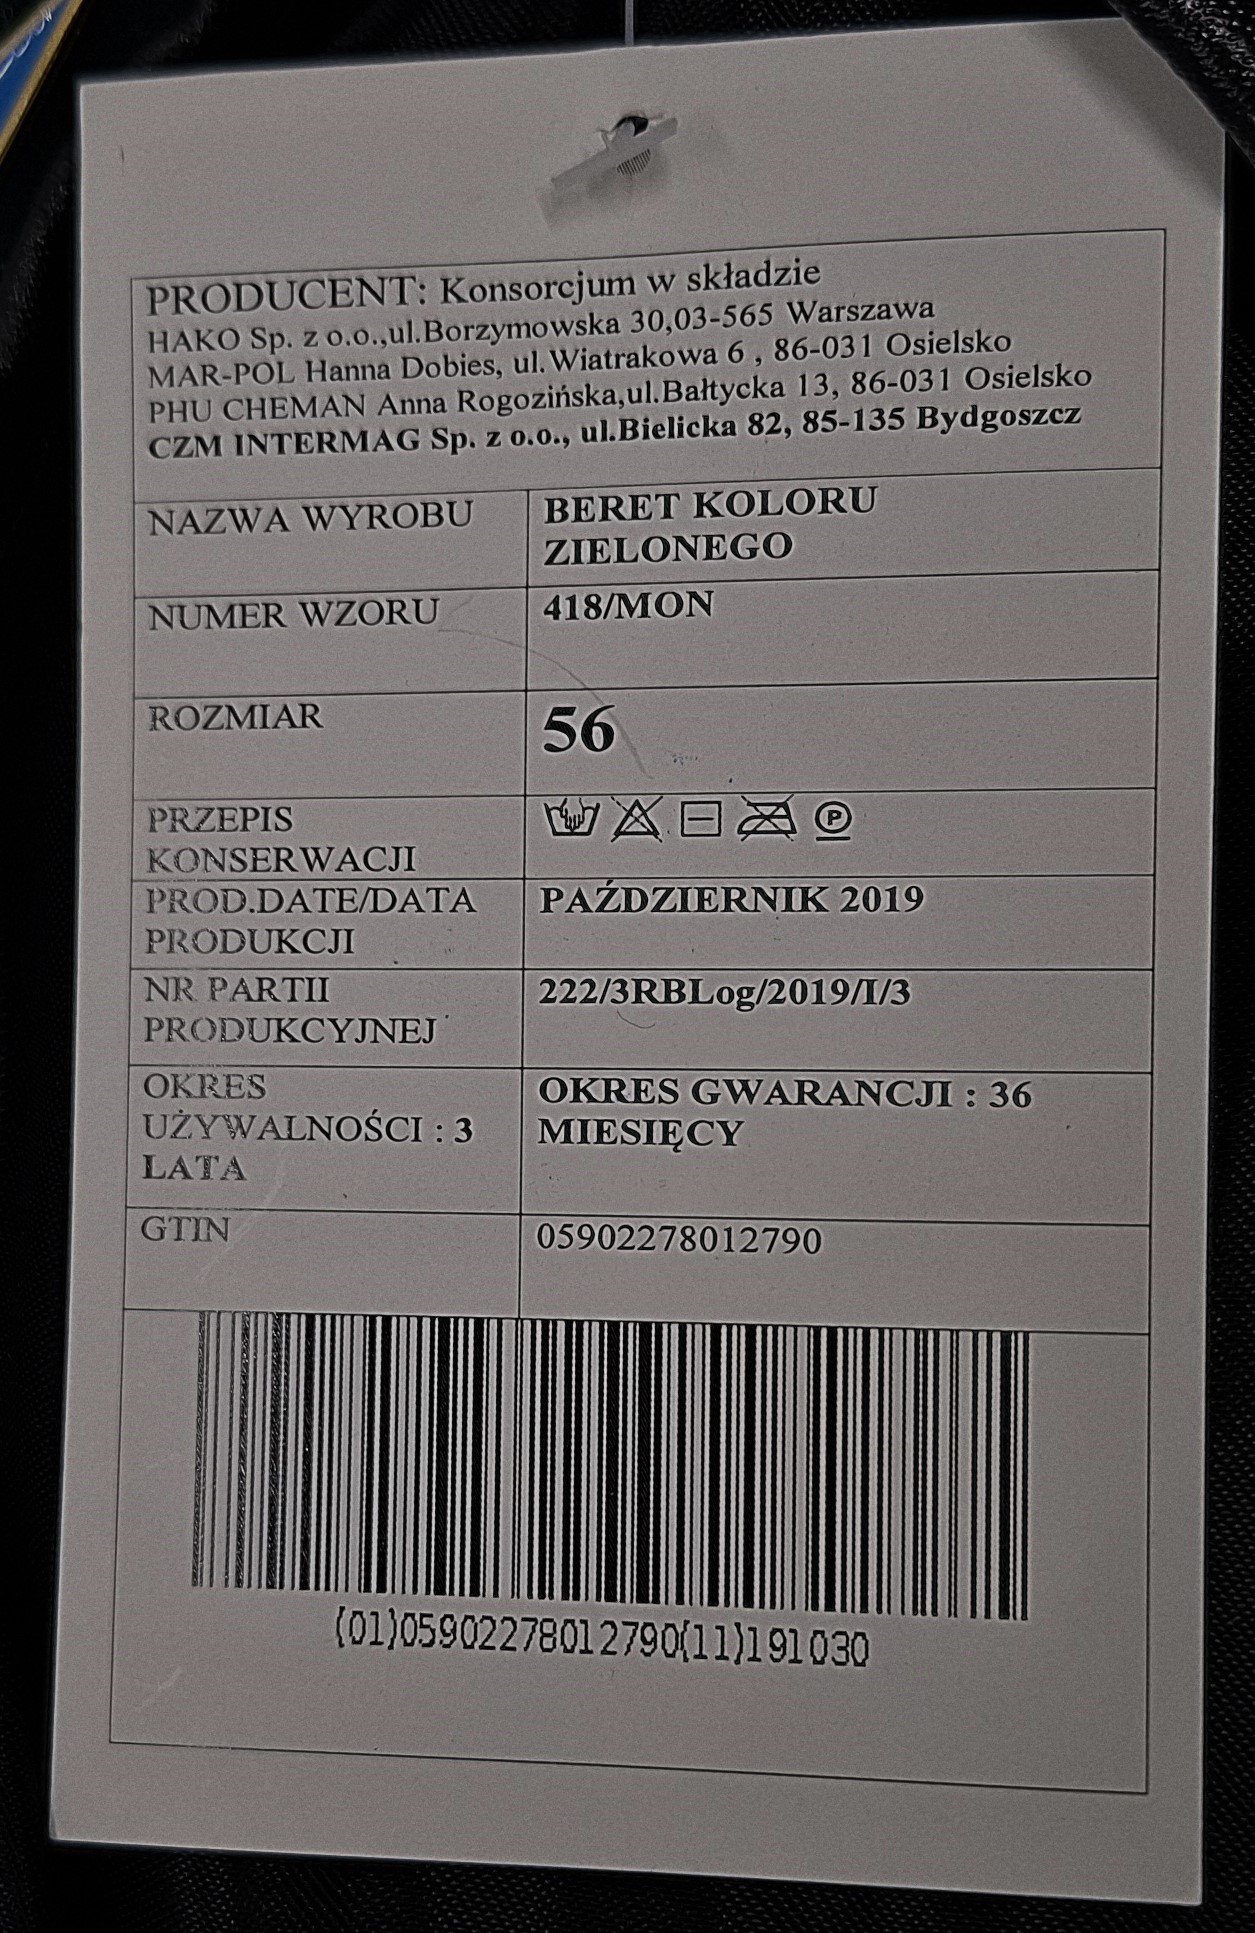 PRODUCENT: Konsorcjum w składzie
HAKO Sp. z o.o.,ul.Borzymowska 30,03-565 Warszawa
MAR-POL Hanna Dobies, ul.Wiatrakowa 6 , 86-031 Osielsko
PHU CHEMAN Anna Rogozińska,ul.Bałtycka 13, 86-031 Osielsko
CZM INTERMAG Sp. z o.o., ul.Bielicka 82, 85-135 Bydgoszcz
NAZWA WYROBU
BERET KOLORU
ZIELONEGO
NUMER WZORU
418/MON
ROZMIAR
56
PRZEPIS
KONSERWACJI
P
PROD.DATE/DATA
PRODUKCJI
PAŹDZIERNIK 2019
NR PARTII
PRODUKCYJNEJ
222/3RBLog/2019/I/3
OKRES
UŻYWALNOŚCI : 3
LATA
OKRES GWARANCJI : 36
MIESIĘCY
GTIN
05902278012790
(01)05902278012790(11)191030